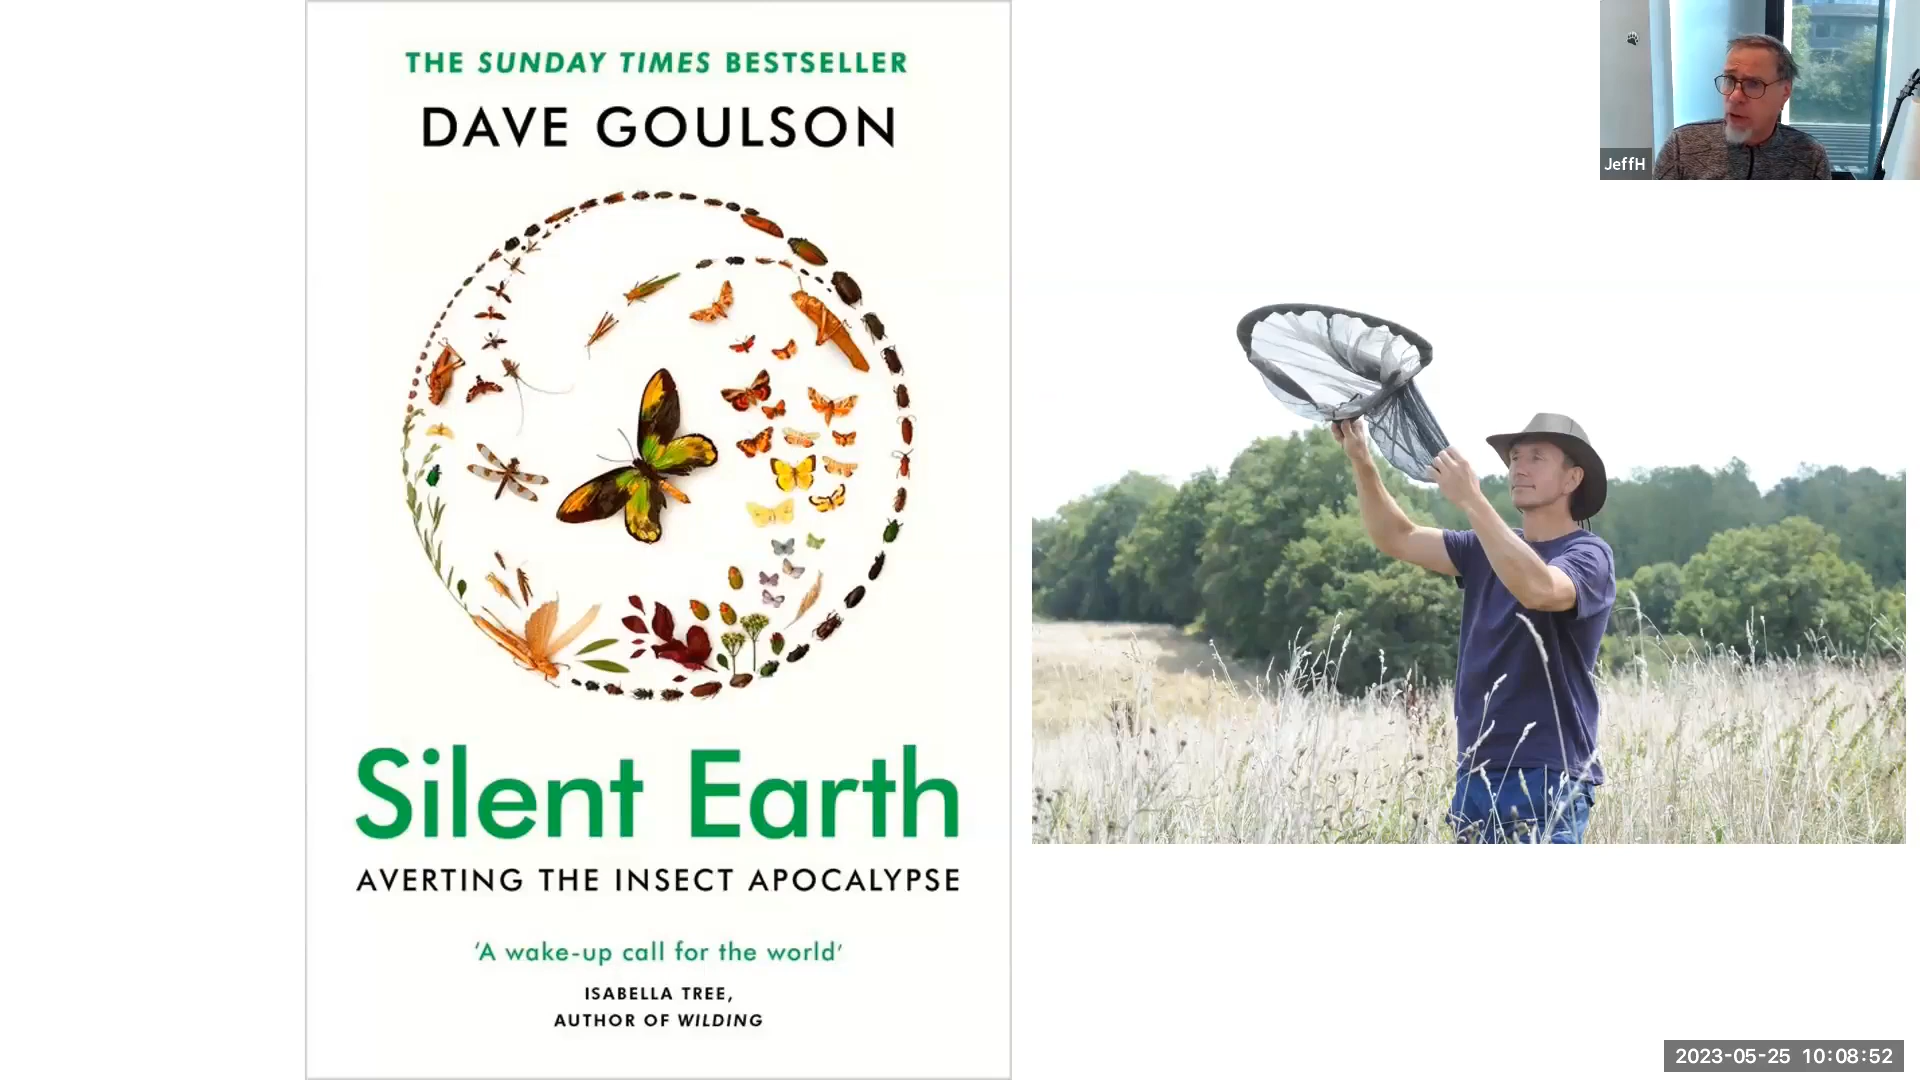 THE SUNDAY TIMES BESTSELLER
DAVE GOULSON
Silent Earth
AVERTING THE INSECT APOCALYPSE
‘A wake-up call for the world’
ISABELLA TREE,
AUTHOR OF WILDING
JeffH
2023-05-25 10:08:52